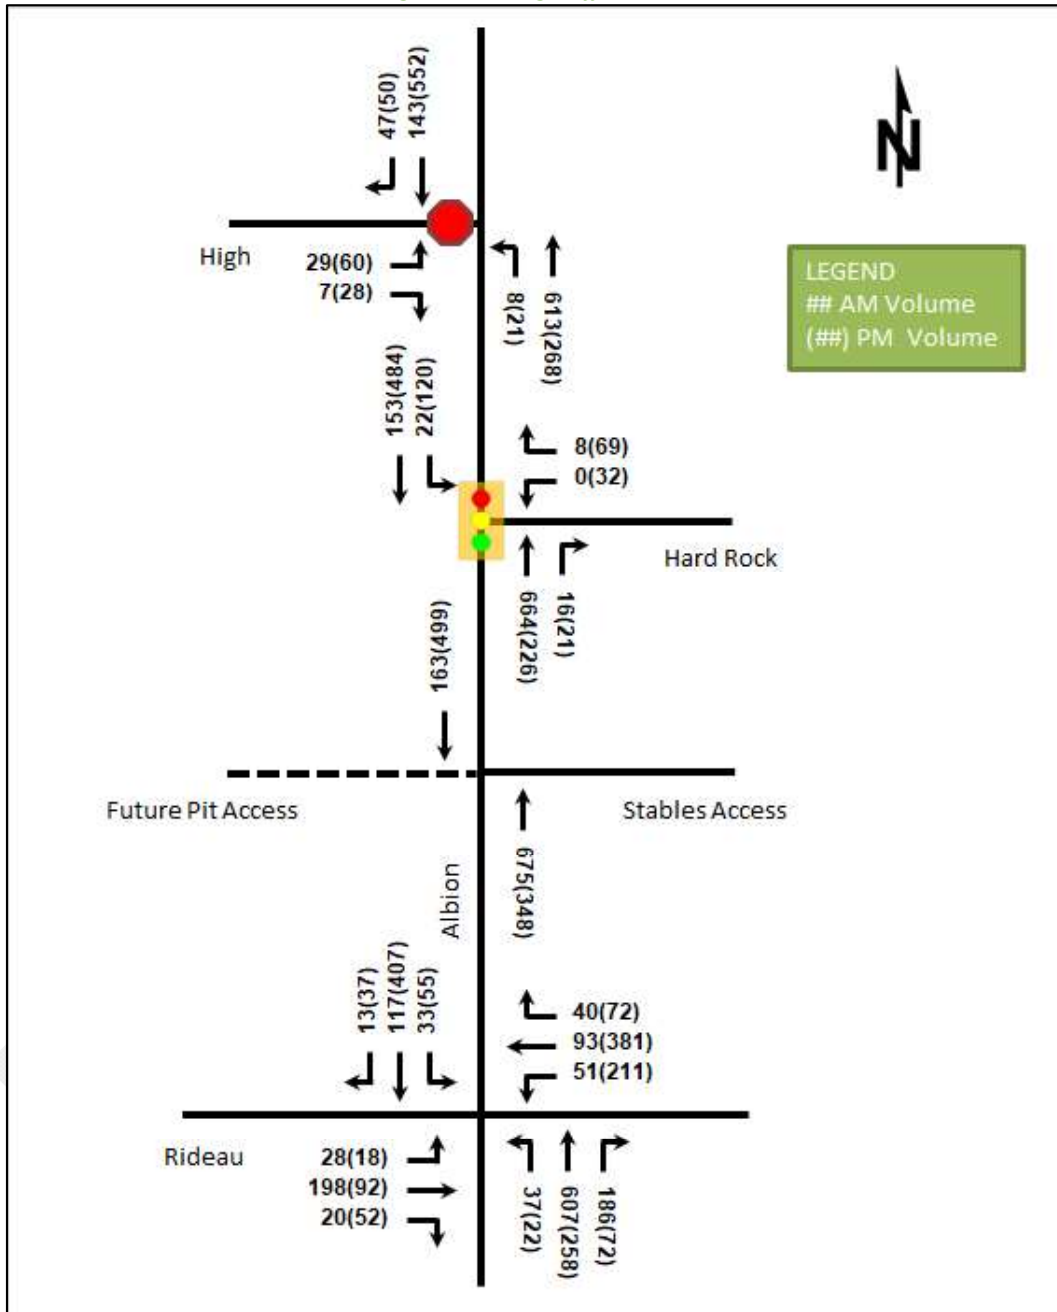 47(50)
143(552)
N
High
29(60)
7(28)
8(21)
613(268)
LEGEND
## AM Volume
(##) PM Volume
153(484)
22(120)
8(69)
0(32)
Hard Rock
163(499)
664(226)
16(21)
Future Pit Access
Stables Access
Albion
675(348)
13(37)
117(407)
33(55)
40(72)
93(381)
51(211)
Rideau
28(18)
198(92)
20(52)
37(22)
607(258)
186(72)